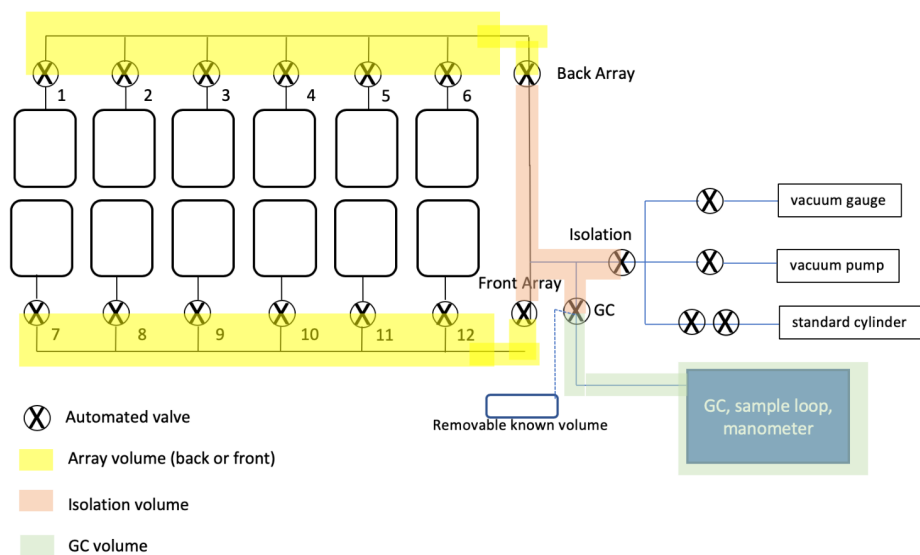 1 2 3 4 5 6
Back Array
Isolation
vacuum gauge
vacuum pump
standard cylinder
Front Array
GC
7 8 9 10 11 12
Removable known volume
GC, sample loop,
manometer
Automated valve
Array volume (back or front)
Isolation volume
GC volume